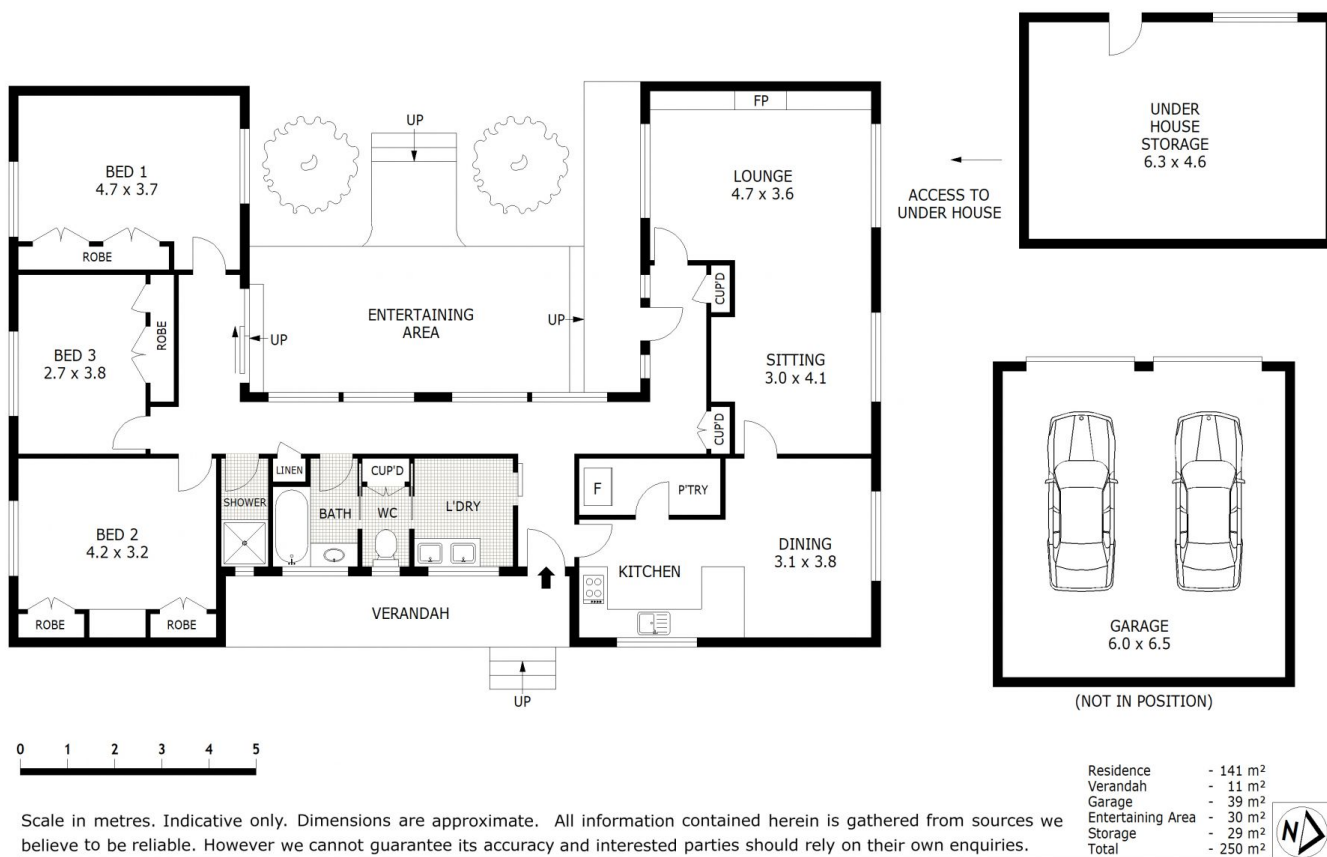 BED 1
4.7 x 3.7
ROBE
BED 3
2.7 x 3.8
ROBE
BED 2
4.2 x 3.2
ROBE
ROBE
UP
UP
ENTERTAINING
AREA
UP
FP
LOUNGE
4.7 x 3.6
CUP'D
SITTING
3.0 x 4.1
CUP'D
SHOWER
LINEN
BATH
CUP'D
WC
L'DRY
F
P'TRY
KITCHEN
DINING
3.1 x 3.8
VERANDAH
UP
ACCESS TO
UNDER HOUSE
UNDER
HOUSE
STORAGE
6.3 x 4.6
GARAGE
6.0 x 6.5
(NOT IN POSITION)
0 1 2 3 4 5
Scale in metres. Indicative only. Dimensions are approximate. All information contained herein is gathered from sources we
believe to be reliable. However we cannot guarantee its accuracy and interested parties should rely on their own enquiries.
Residence - 141 m²
Verandah - 11 m²
Garage - 39 m²
Entertaining Area - 30 m²
Storage - 29 m²
Total - 250 m²
N